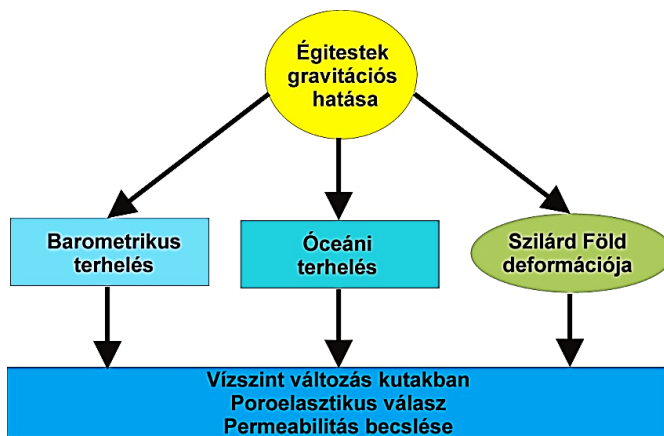 Égitestek
gravitációs
hatása
Barometrikus
terhelés
Óceáni
terhelés
Szilárd Föld
deformációja
Vízszint változás kutakban
Poroelasztikus válasz
Permeabilitás becslése